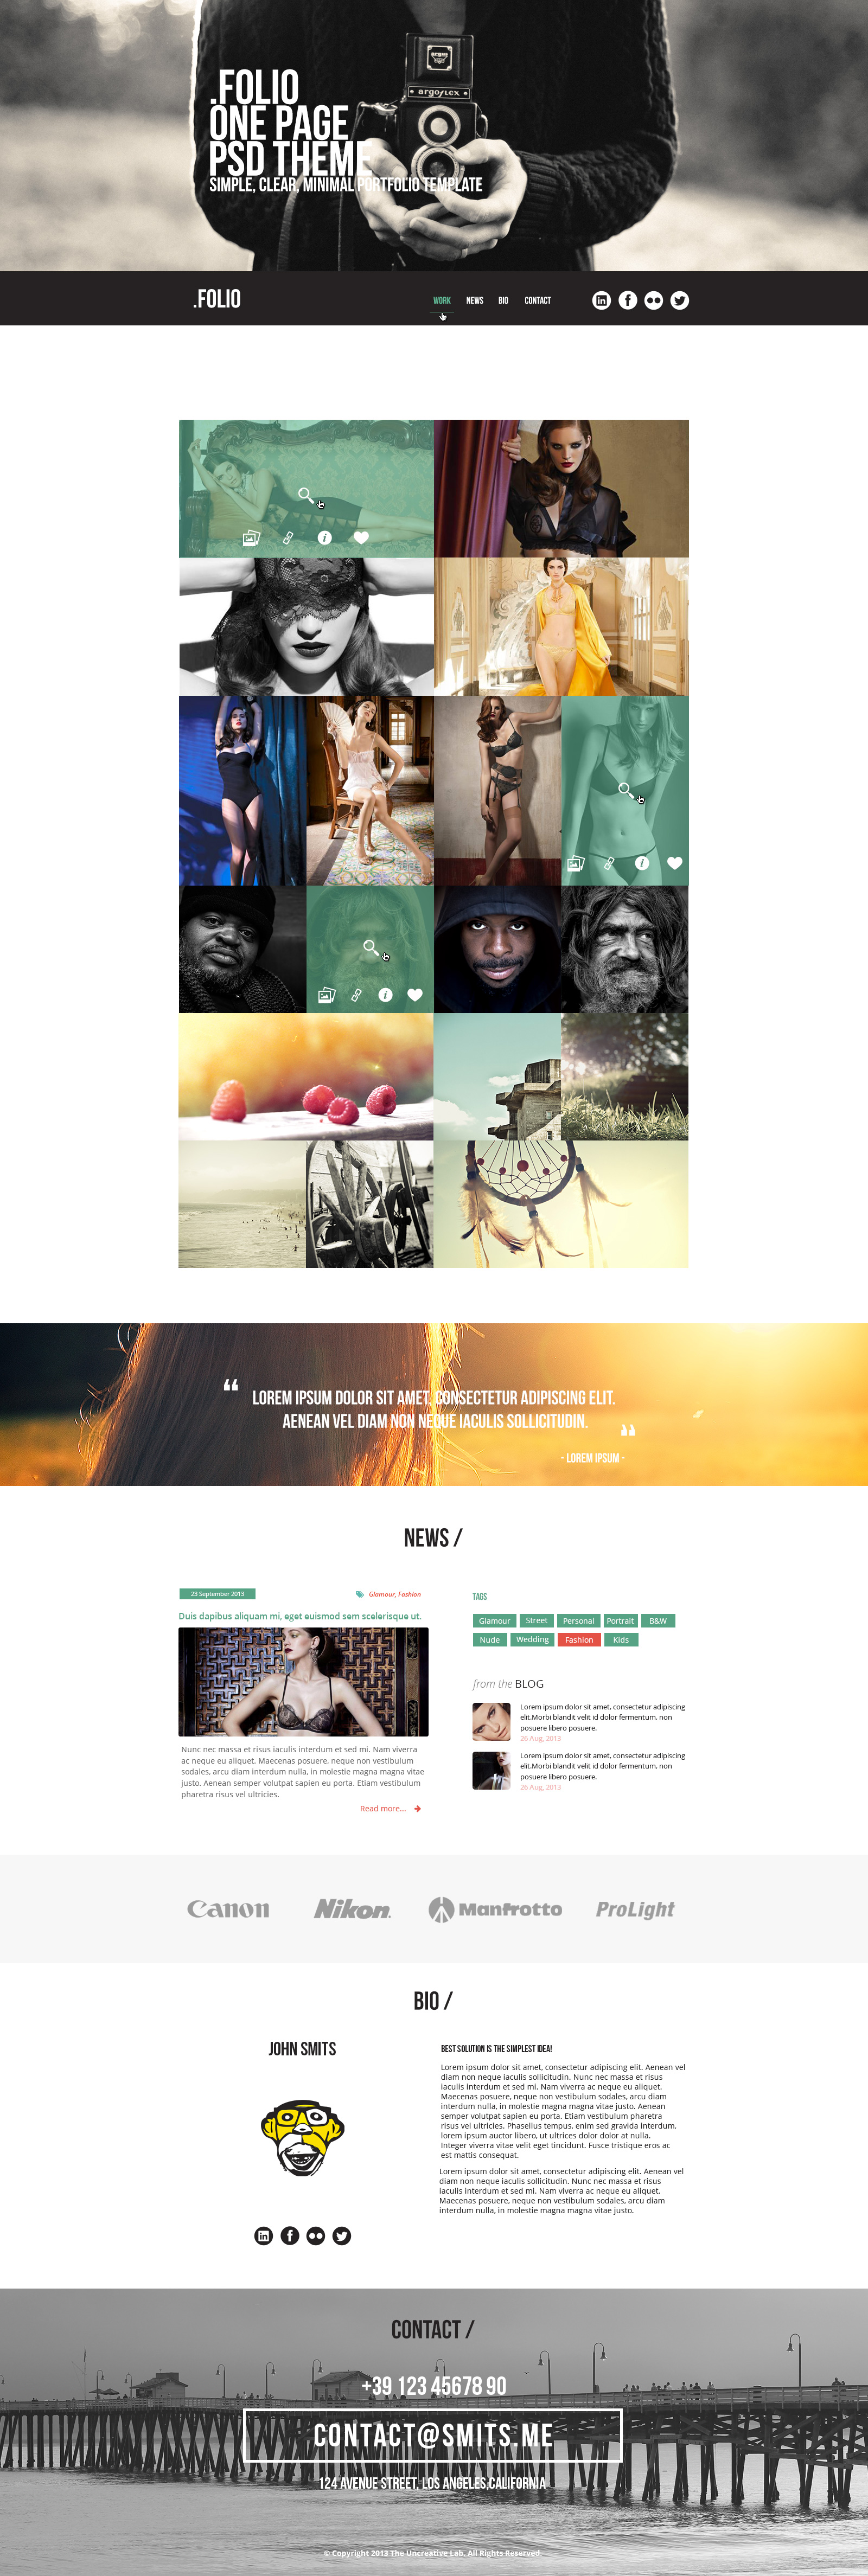 .FOLIO
ONE PAGE
PSD THEME
SIMPLE, CLEAR, MINIMAL PORTFOLIO TEMPLATE
argoflex
.FOLIO
WORK NEWS BIO CONTACT
“ LOREM IPSUM DOLOR SIT AMET, CONSECTETUR ADIPISCING ELIT.
AENEAN VEL DIAM NON NEQUE IACULIS SOLLICITUDIN. ”
- LOREM IPSUM -
NEWS /
23 September 2013 Glamour, Fashion
Duis dapibus aliquam mi, eget euismod sem scelerisque ut.
Nunc nec massa et risus iaculis interdum et sed mi. Nam viverra
ac neque eu aliquet. Maecenas posuere, neque non vestibulum
sodales, arcu diam interdum nulla, in molestie magna magna vitae
justo. Aenean semper volutpat sapien eu porta. Etiam vestibulum
pharetra risus vel ultricies.
Read more...
TAGS
Glamour Street Personal Portrait B&W
Nude Wedding Fashion Kids
from the BLOG
Lorem ipsum dolor sit amet, consectetur adipiscing
elit.Morbi blandit velit id dolor fermentum, non
posuere libero posuere.
26 Aug, 2013
Lorem ipsum dolor sit amet, consectetur adipiscing
elit.Morbi blandit velit id dolor fermentum, non
posuere libero posuere.
26 Aug, 2013
Canon Nikon. Manfrotto ProLight
BIO /
JOHN SMITS
BEST SOLUTION IS THE SIMPLEST IDEA!
Lorem ipsum dolor sit amet, consectetur adipiscing elit. Aenean vel
diam non neque iaculis sollicitudin. Nunc nec massa et risus
iaculis interdum et sed mi. Nam viverra ac neque eu aliquet.
Maecenas posuere, neque non vestibulum sodales, arcu diam
interdum nulla, in molestie magna magna vitae justo. Aenean
semper volutpat sapien eu porta. Etiam vestibulum pharetra
risus vel ultricies. Phasellus tempus, enim sed gravida interdum,
lorem ipsum auctor libero, ut ultrices dolor dolor at nulla.
Integer viverra vitae velit eget tincidunt. Fusce tristique eros ac
est mattis consequat.
Lorem ipsum dolor sit amet, consectetur adipiscing elit. Aenean vel
diam non neque iaculis sollicitudin. Nunc nec massa et risus
iaculis interdum et sed mi. Nam viverra ac neque eu aliquet.
Maecenas posuere, neque non vestibulum sodales, arcu diam
interdum nulla, in molestie magna magna vitae justo.
CONTACT /
+39 123 45678 90
CONTACT@SMITS.ME
124 AVENUE STREET, LOS ANGELES,CALIFORNIA
© Copyright 2013 The Uncreative Lab. All Rights Reserved.